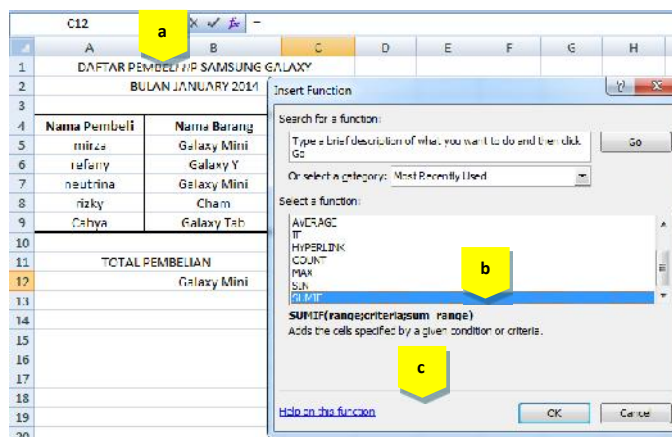 C12 fx =
a
A B C D E F G H
1 DAFTAR PEMBELI HP SAMSUNG GALAXY
2 BULAN JANUARY 2014
3
4 Nama Pembeli Nama Barang
5 mirza Galaxy Mini
6 refany Galaxy Y
7 neutrina Galaxy Mini
8 rizky Cham
9 Cahya Galaxy Tab
10
11 TOTAL PEMBELIAN
12 Galaxy Mini
13
14
15
16
17
18
19
20
Insert Function
Search for a function:
Type a brief description of what you want to do and then click
Go
Go
Or select a category: Most Recently Used
Select a function:
AVERAGE
IF
HYPERLINK
COUNT
MAX
SIN
SUMIF
b
SUMIF(range;criteria;sum_range)
Adds the cells specified by a given condition or criteria.
c
Help on this function
OK Cancel